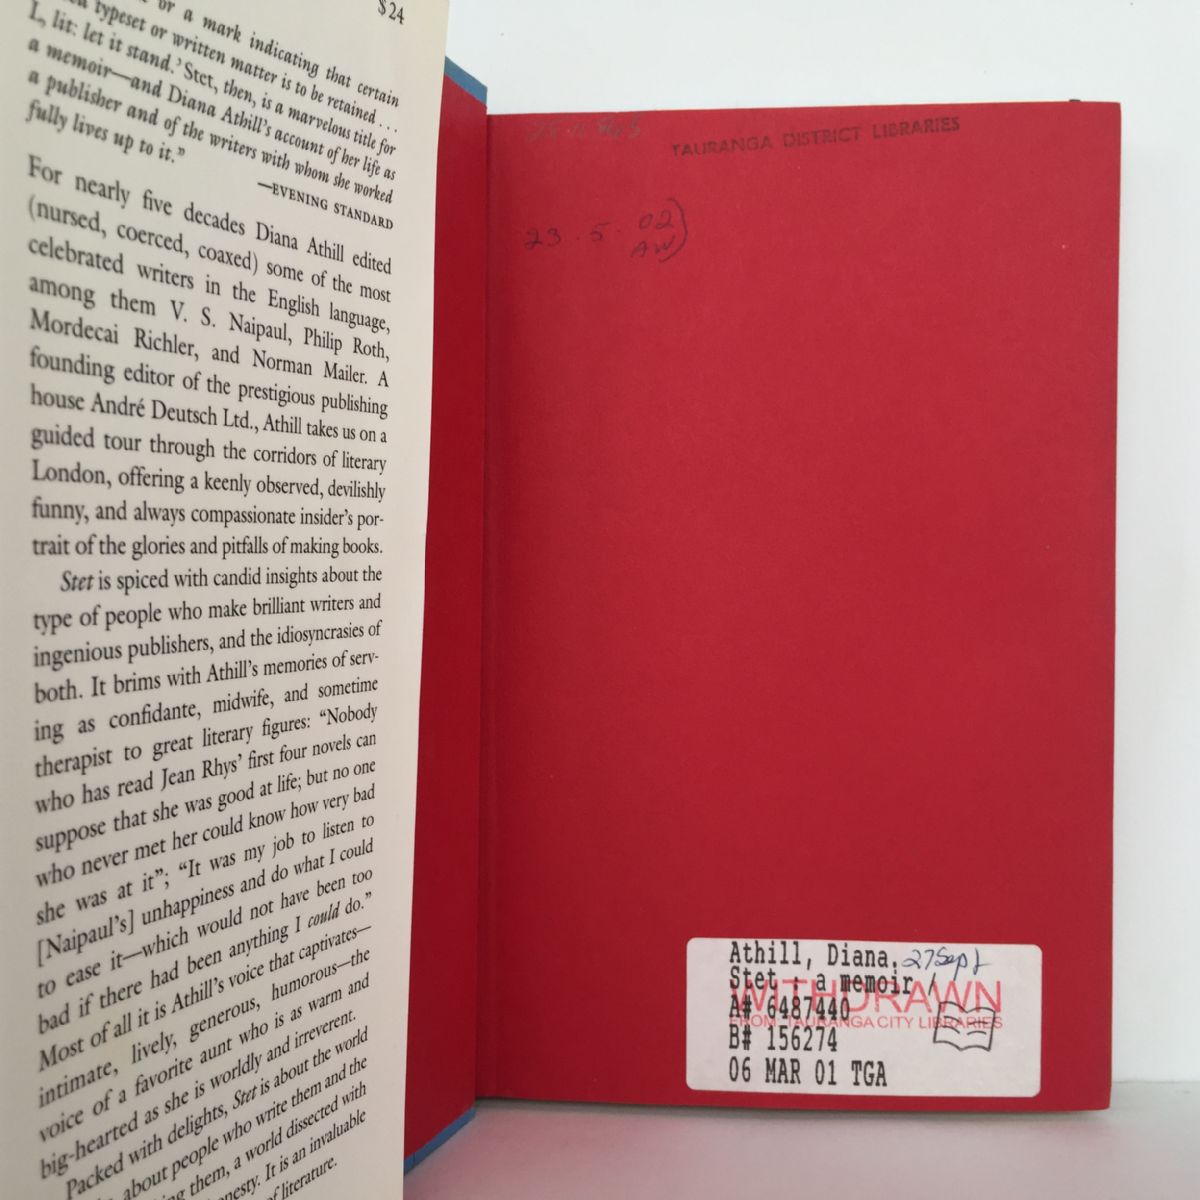 $24
or a mark indicating that certain
typeset or written matter is to be retained . . .
L, lit: let it stand.’ Stet, then, is a marvelous title for
a memoir—and Diana Athill’s account of her life as
a publisher and of the writers with whom she worked
fully lives up to it.”
—EVENING STANDARD
For nearly five decades Diana Athill edited
(nursed, coerced, coaxed) some of the most
celebrated writers in the English language,
among them V. S. Naipaul, Philip Roth,
Mordecai Richler, and Norman Mailer. A
founding editor of the prestigious publishing
house André Deutsch Ltd., Athill takes us on a
guided tour through the corridors of literary
London, offering a keenly observed, devilishly
funny, and always compassionate insider’s por-
trait of the glories and pitfalls of making books.
Stet is spiced with candid insights about the
type of people who make brilliant writers and
ingenious publishers, and the idiosyncrasies of
both. It brims with Athill’s memories of serv-
ing as confidante, midwife, and sometime
therapist to great literary figures: “Nobody
who has read Jean Rhys’ first four novels can
suppose that she was good at life; but no one
who never met her could know how very bad
she was at it”; “It was my job to listen to
[Naipaul’s] unhappiness and do what I could
to ease it—which would not have been too
bad if there had been anything I could do.”
Most of all it is Athill’s voice that captivates—
intimate, lively, generous, humorous—the
voice of a favorite aunt who is as warm and
big-hearted as she is worldly and irreverent.
Packed with delights, Stet is about the world
about people who write them and the
them, a world dissected with
It is an invaluable
of literature.
TAURANGA DISTRICT LIBRARIES
23 . 5 . 02)
AW
Athill, Diana. 27 Sept
Stet : a memoir /
WITHDRAWN
A# 6487440
FROM TAURANGA CITY LIBRARIES
B# 156274
06 MAR 01 TGA